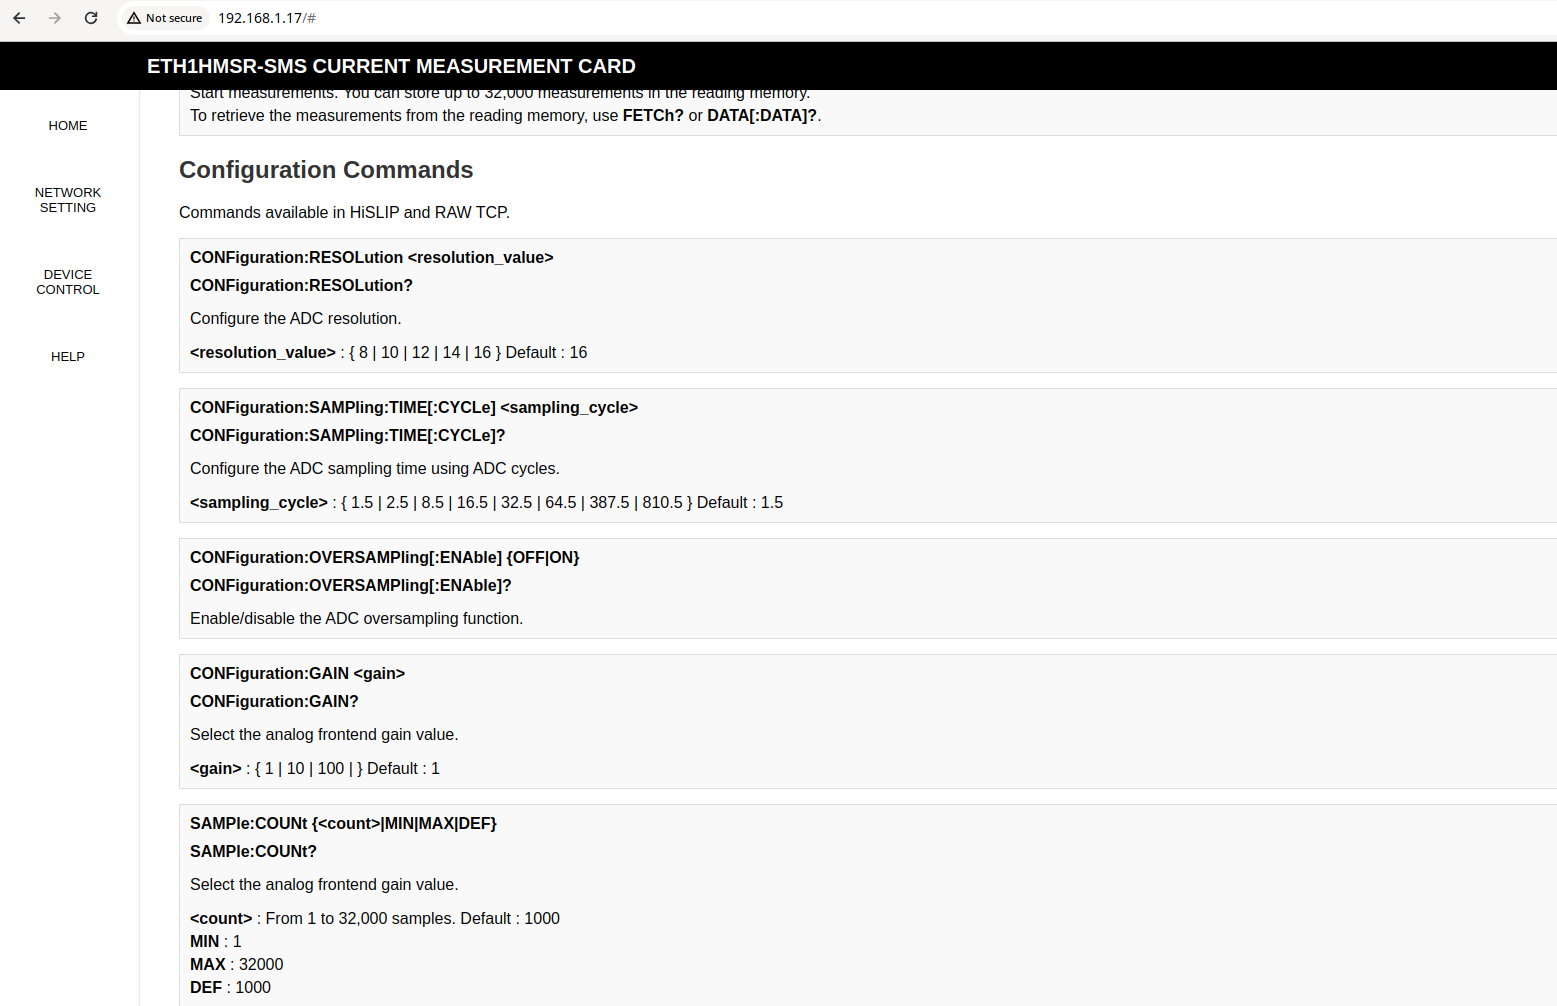 Not secure 192.168.1.17/#
ETH1HMSR-SMS CURRENT MEASUREMENT CARD
HOME
NETWORK
SETTING
DEVICE
CONTROL
HELP
Start measurements. You can store up to 32,000 measurements in the reading memory.
To retrieve the measurements from the reading memory, use FETCh? or DATA[:DATA]?.
Configuration Commands
Commands available in HiSLIP and RAW TCP.
CONFiguration:RESOLution <resolution_value>
CONFiguration:RESOLution?
Configure the ADC resolution.
<resolution_value> : { 8 | 10 | 12 | 14 | 16 } Default : 16
CONFiguration:SAMPling:TIME[:CYCLe] <sampling_cycle>
CONFiguration:SAMPling:TIME[:CYCLe]?
Configure the ADC sampling time using ADC cycles.
<sampling_cycle> : { 1.5 | 2.5 | 8.5 | 16.5 | 32.5 | 64.5 | 387.5 | 810.5 } Default : 1.5
CONFiguration:OVERSAMPling[:ENAble] {OFF|ON}
CONFiguration:OVERSAMPling[:ENAble]?
Enable/disable the ADC oversampling function.
CONFiguration:GAIN <gain>
CONFiguration:GAIN?
Select the analog frontend gain value.
<gain> : { 1 | 10 | 100 | } Default : 1
SAMPle:COUNt {<count>|MIN|MAX|DEF}
SAMPle:COUNt?
Select the analog frontend gain value.
<count> : From 1 to 32,000 samples. Default : 1000
MIN : 1
MAX : 32000
DEF : 1000